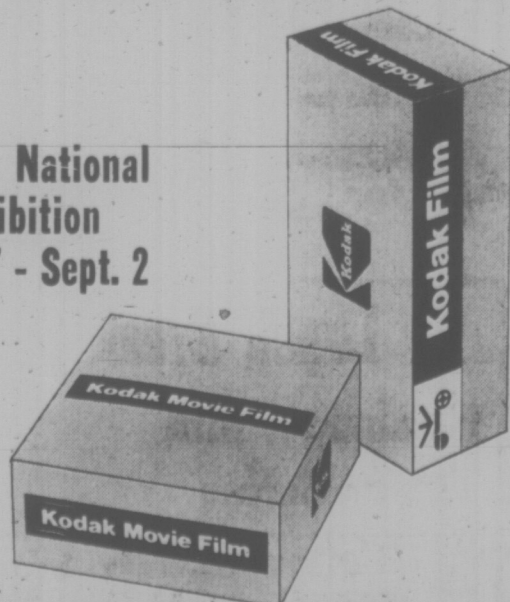 National
ibition
- Sept. 2
Kodak Film
Kodak Film
Kodak
Kodak Movie Film
Kodak Movie Film